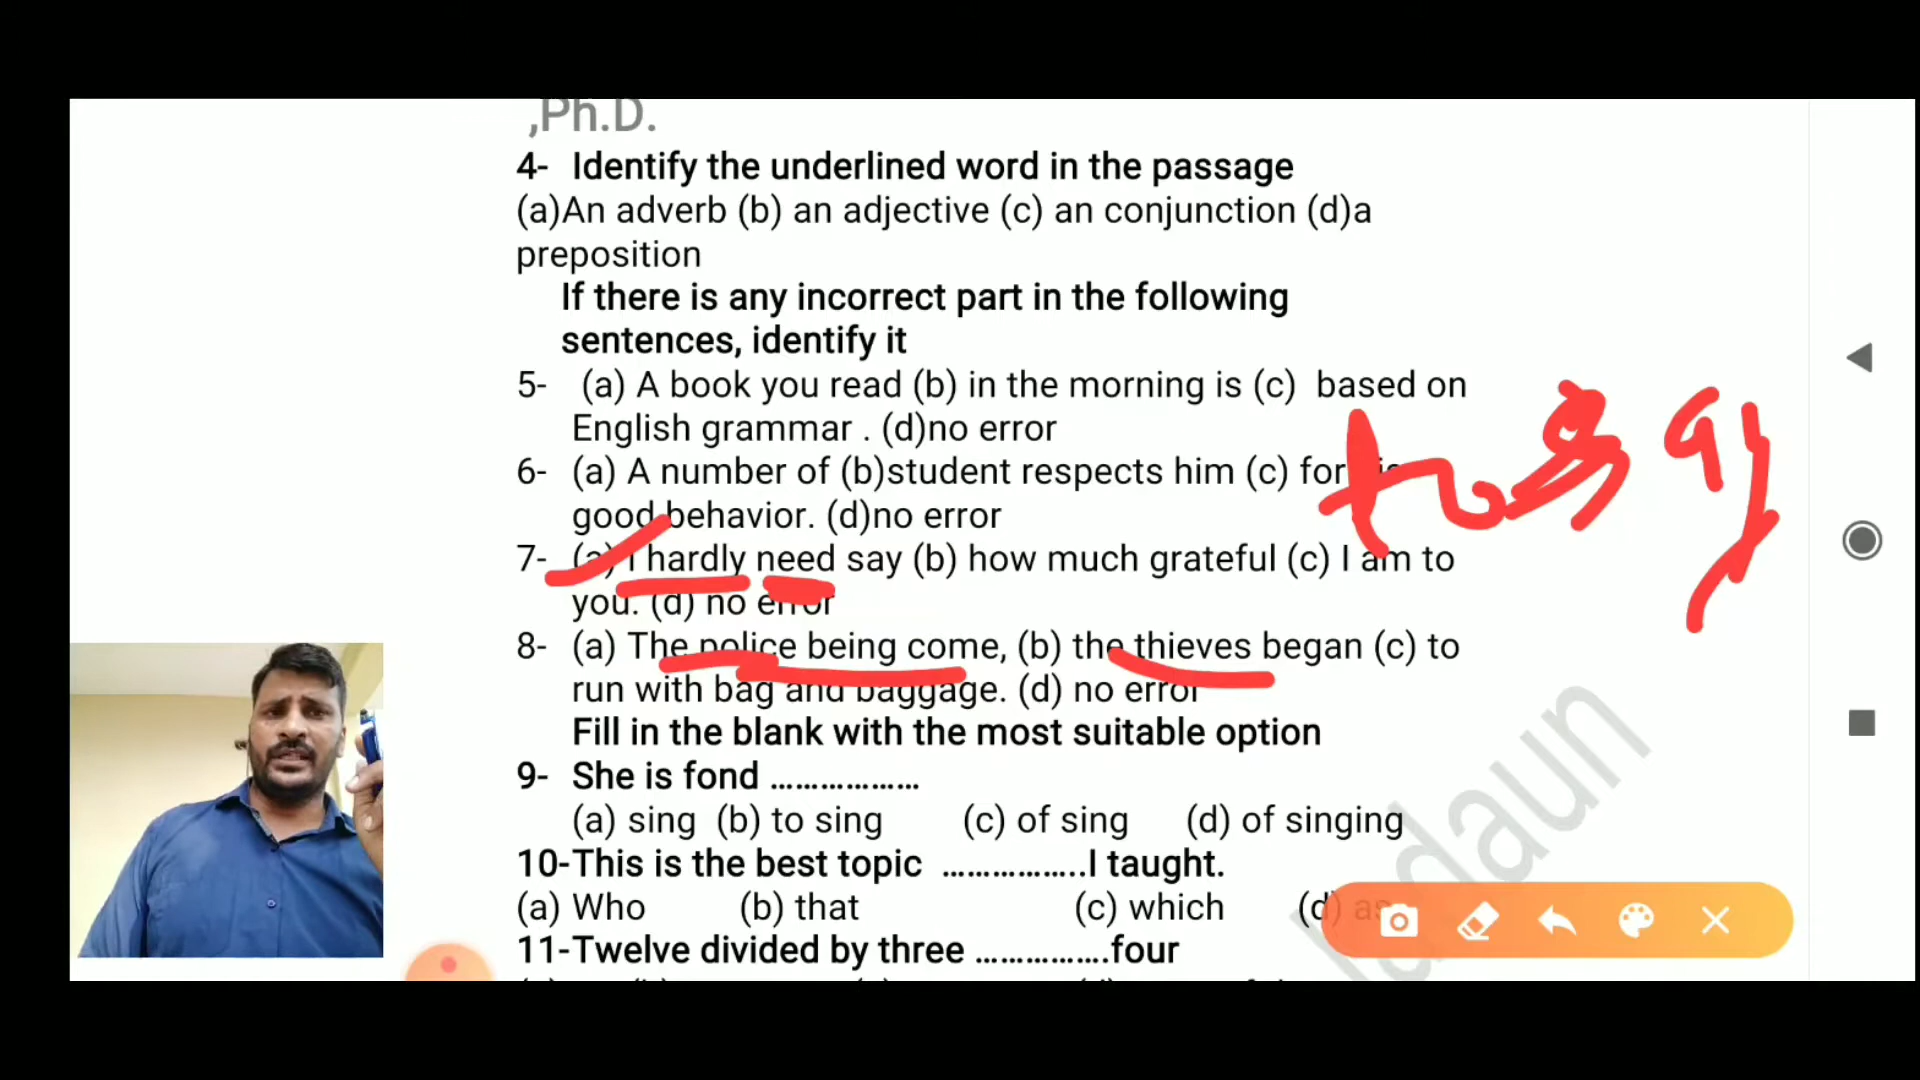 ,Ph.D.
4- Identify the underlined word in the passage
(a)An adverb (b) an adjective (c) an conjunction (d)a
preposition
If there is any incorrect part in the following
sentences, identify it
5- (a) A book you read (b) in the morning is (c) based on
English grammar . (d)no error
6- (a) A number of (b)student respects him (c) for
good behavior. (d)no error
7- (a) I hardly need say (b) how much grateful (c) I am to
you. (d) no error
8- (a) The police being come, (b) the thieves began (c) to
run with bag and baggage. (d) no error
Fill in the blank with the most suitable option
9- She is fond ………………
(a) sing (b) to sing (c) of sing (d) of singing
10-This is the best topic ……………..I taught.
(a) Who (b) that (c) which (d) as
11-Twelve divided by three …………….four